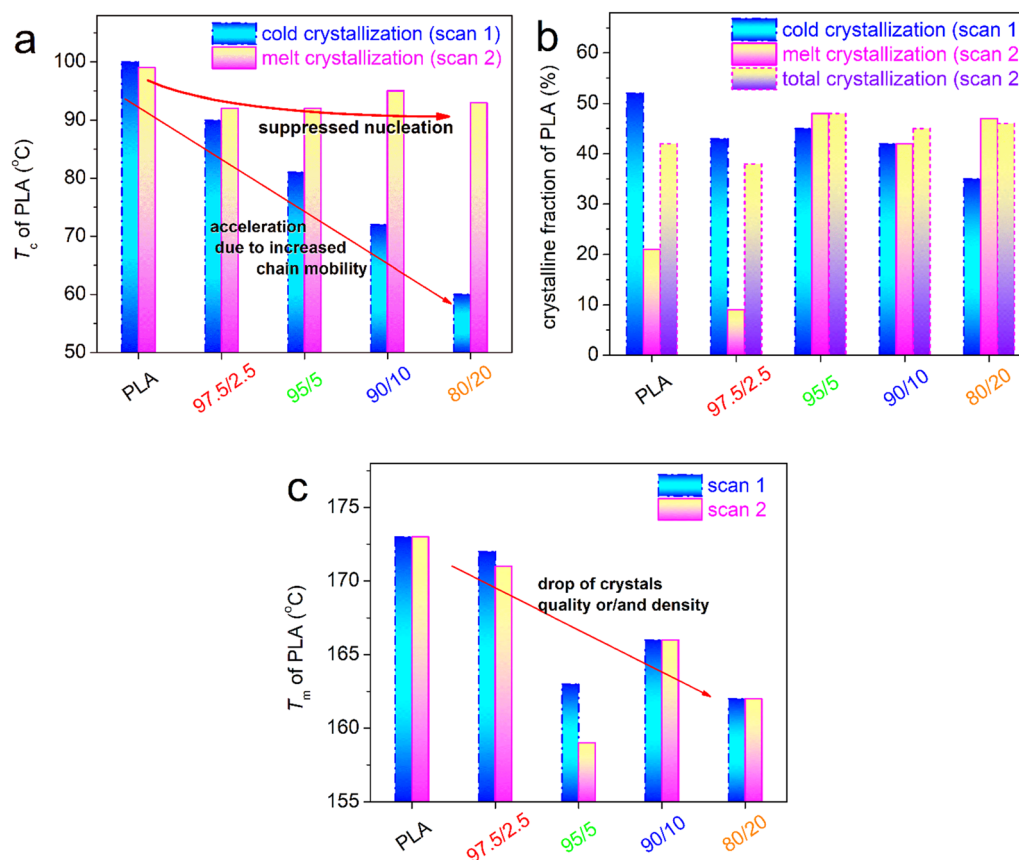 a
cold crystallization (scan 1)
melt crystallization (scan 2)
100
90
80
70
60
50
T_c of PLA (°C)
suppressed nucleation
acceleration
due to increased
chain mobility
PLA
97.5/2.5
95/5
90/10
80/20
b
cold crystallization (scan 1
melt crystallization (scan 2
total crystallization (scan 2
60
50
40
30
20
10
0
crystalline fraction of PLA (%)
PLA
97.5/2.5
95/5
90/10
80/20
c
scan 1
scan 2
175
170
165
160
155
T_m of PLA (°C)
drop of crystals
quality or/and density
PLA
97.5/2.5
95/5
90/10
80/20